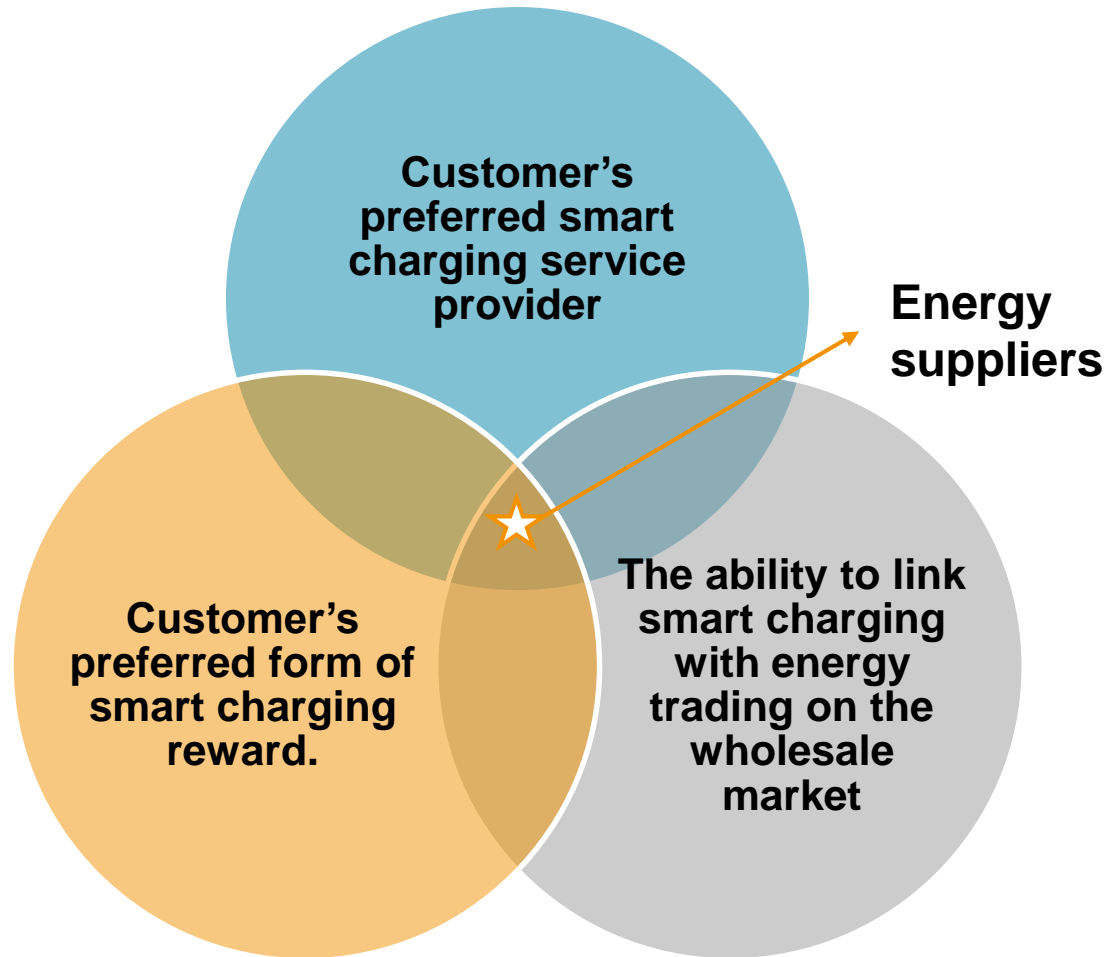 Customer’s
preferred smart
charging service
provider
Energy
suppliers
Customer’s
preferred form of
smart charging
reward.
The ability to link
smart charging
with energy
trading on the
wholesale
market